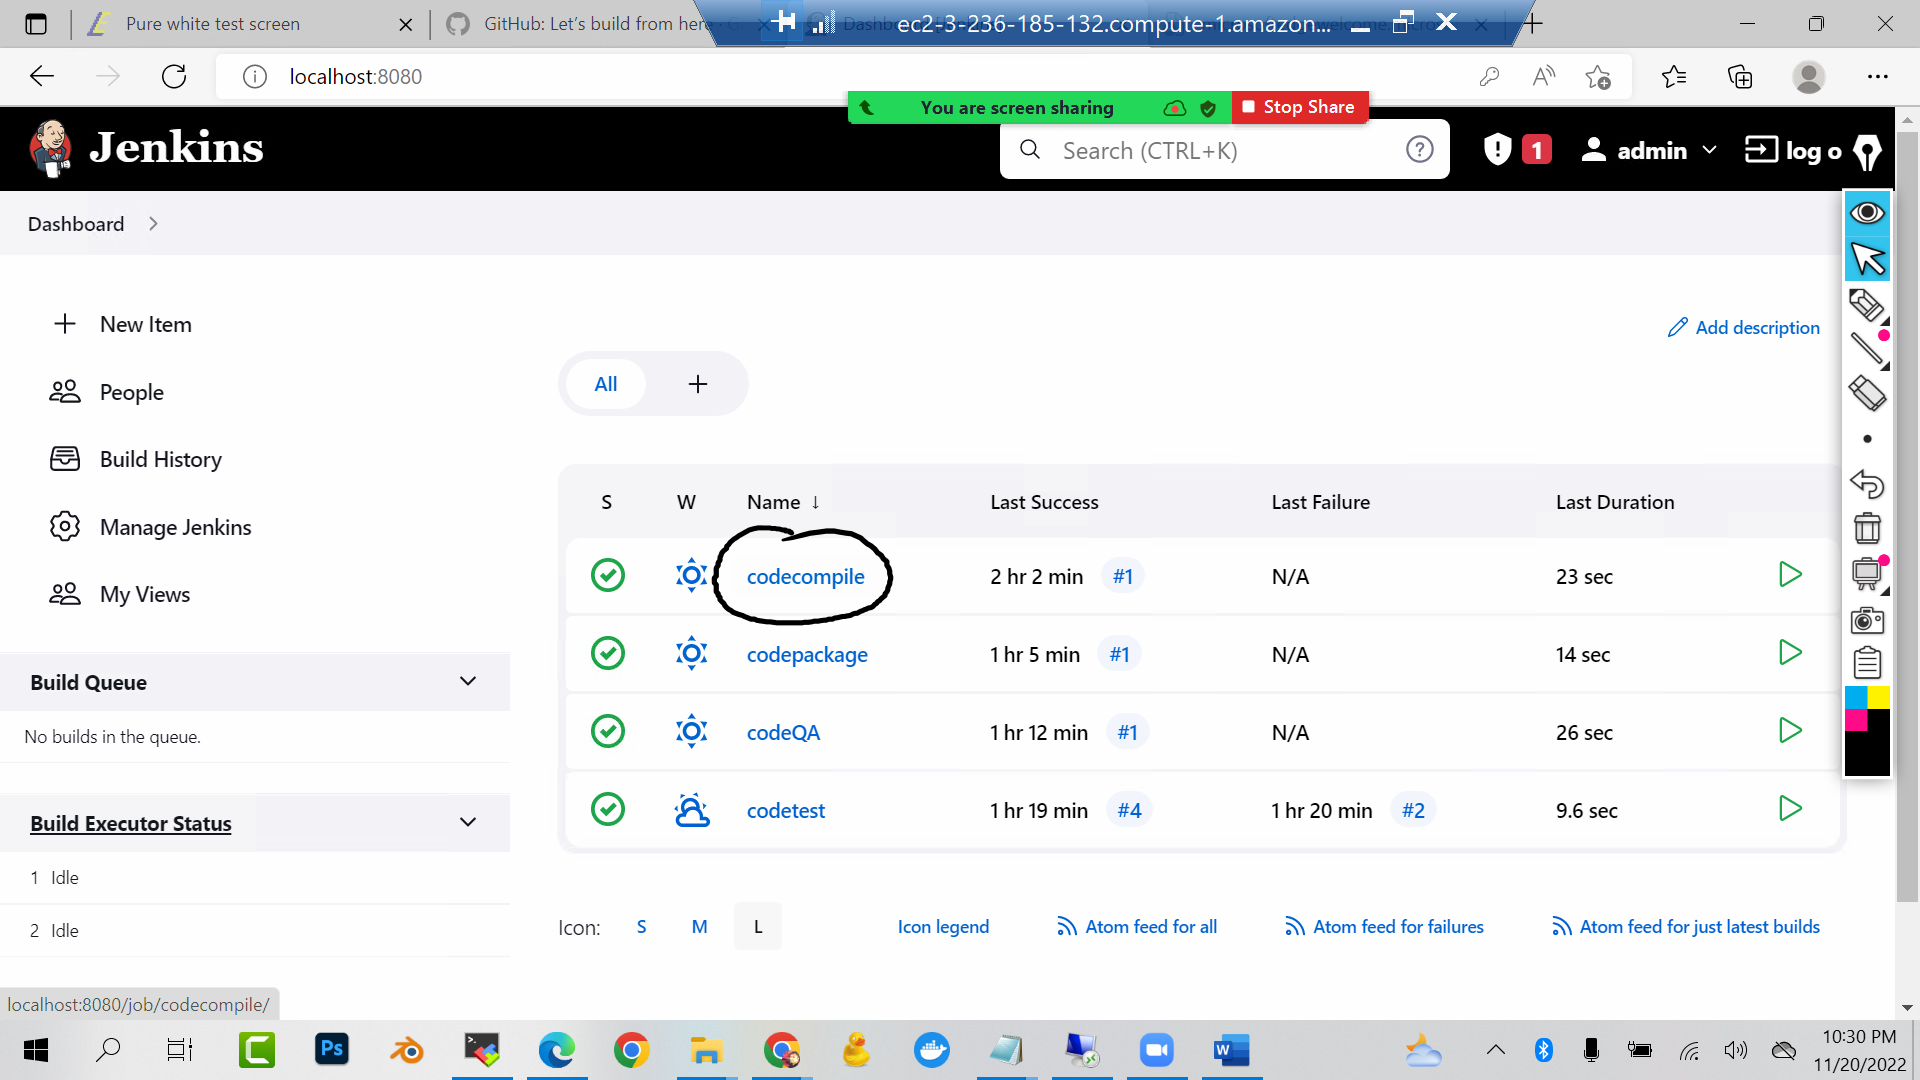 Pure white test screen
GitHub: Let's build from here
ec2-3-236-185-132.compute-1.amazon...
localhost:8080
You are screen sharing
Stop Share
Jenkins
Search (CTRL+K)
1
admin
log o
Dashboard
New Item
People
Build History
Manage Jenkins
My Views
Add description
All
S W Name ↓ Last Success Last Failure Last Duration
codecompile 2 hr 2 min #1 N/A 23 sec
codepackage 1 hr 5 min #1 N/A 14 sec
codeQA 1 hr 12 min #1 N/A 26 sec
codetest 1 hr 19 min #4 1 hr 20 min #2 9.6 sec
Build Queue
No builds in the queue.
Build Executor Status
1 Idle
2 Idle
Icon: S M L
Icon legend
Atom feed for all
Atom feed for failures
Atom feed for just latest builds
localhost:8080/job/codecompile/
Ps
W
10:30 PM
11/20/2022